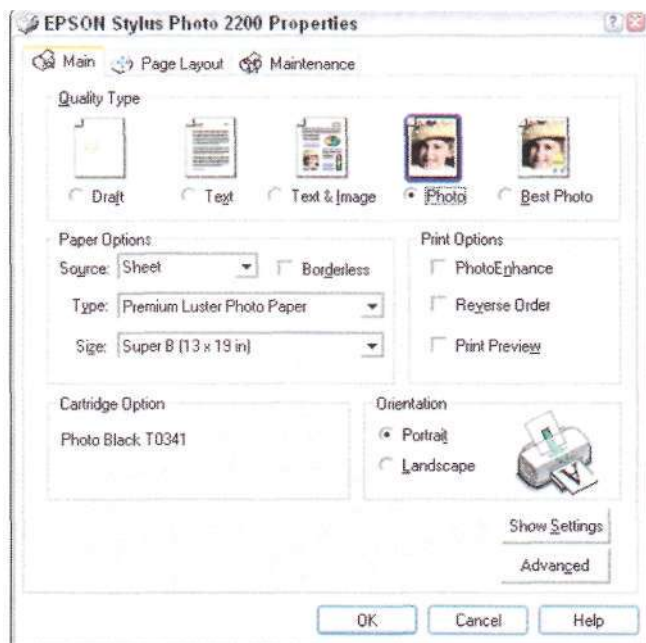 EPSON Stylus Photo 2200 Properties
Main Page Layout Maintenance
Quality Type
Draft Text Text & Image Photo Best Photo
Paper Options
Source: Sheet Borderless
Type: Premium Luster Photo Paper
Size: Super B (13 x 19 in)
Print Options
PhotoEnhance
Reverse Order
Print Preview
Cartridge Option
Photo Black T0341
Orientation
Portrait
Landscape
Show Settings
Advanced
OK Cancel Help